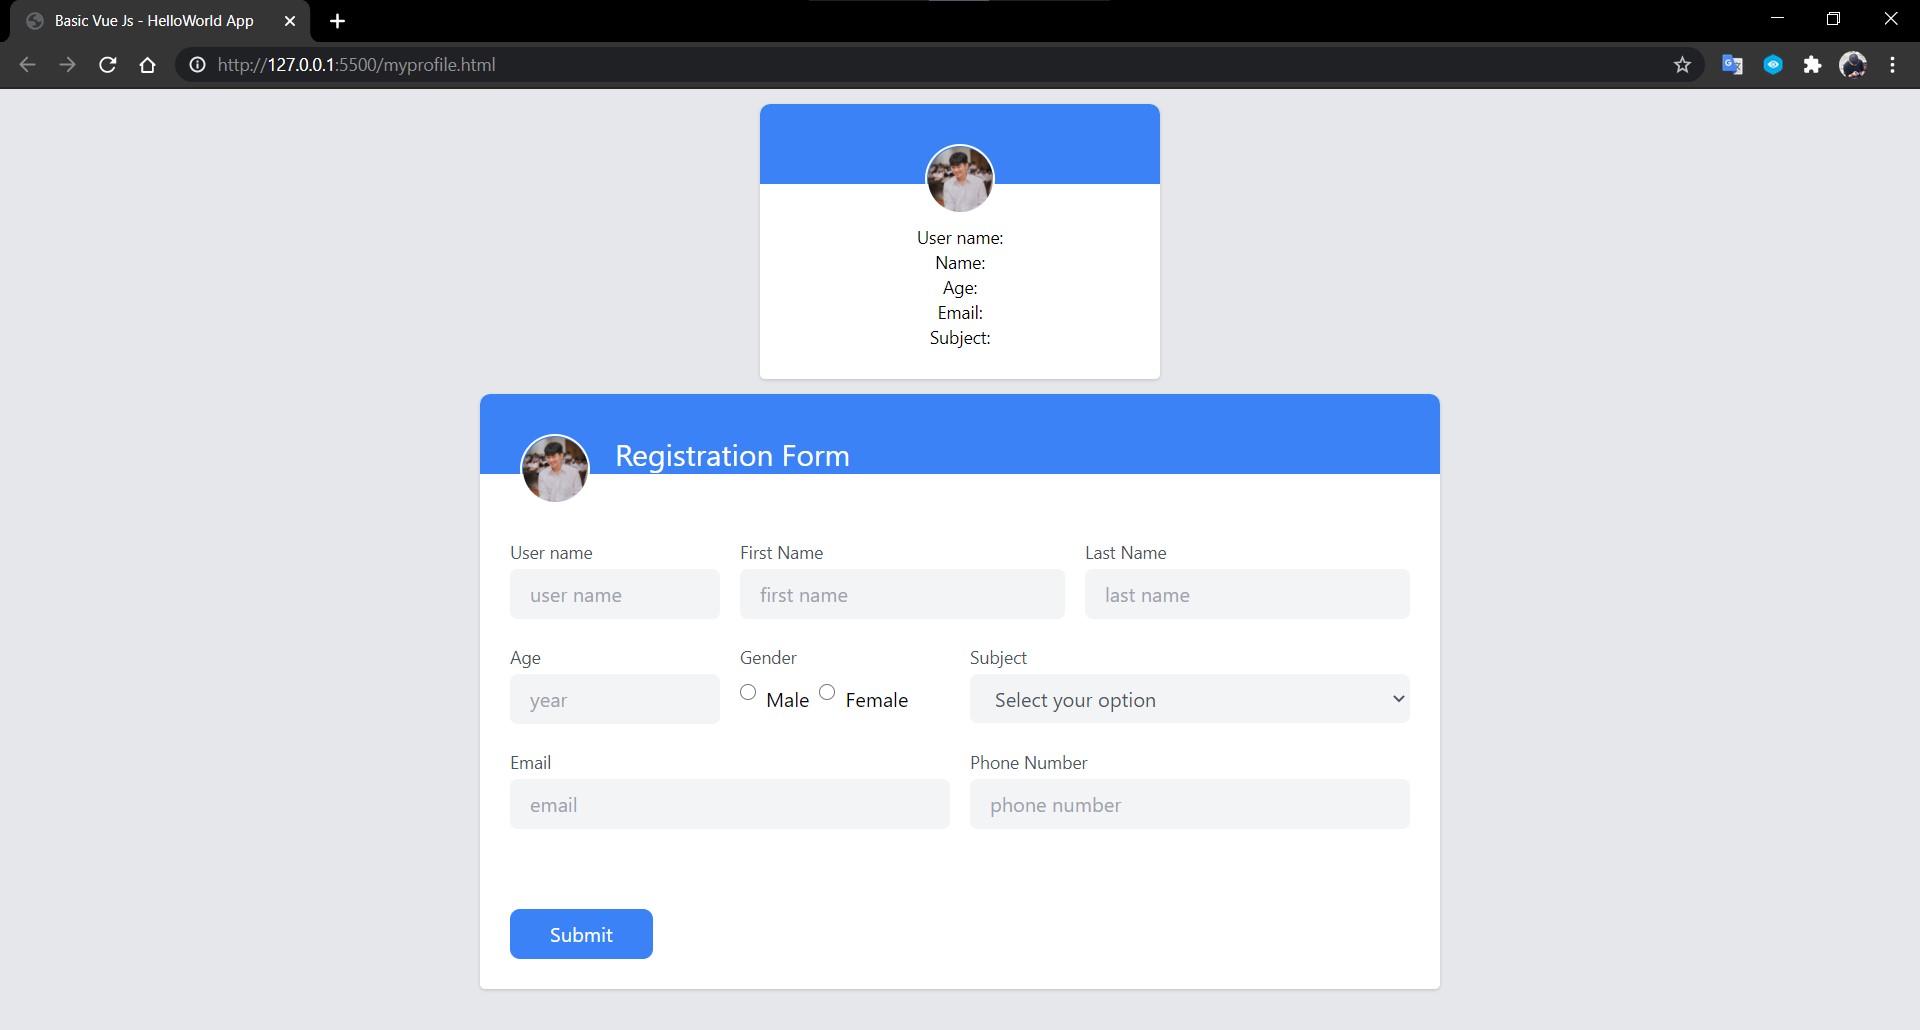 Basic Vue Js - HelloWorld App
http://127.0.0.1:5500/myprofile.html
User name:
Name:
Age:
Email:
Subject:
Registration Form
User name First Name Last Name
user name first name last name
Age Gender Subject
year Male Female Select your option
Email Phone Number
email phone number
Submit